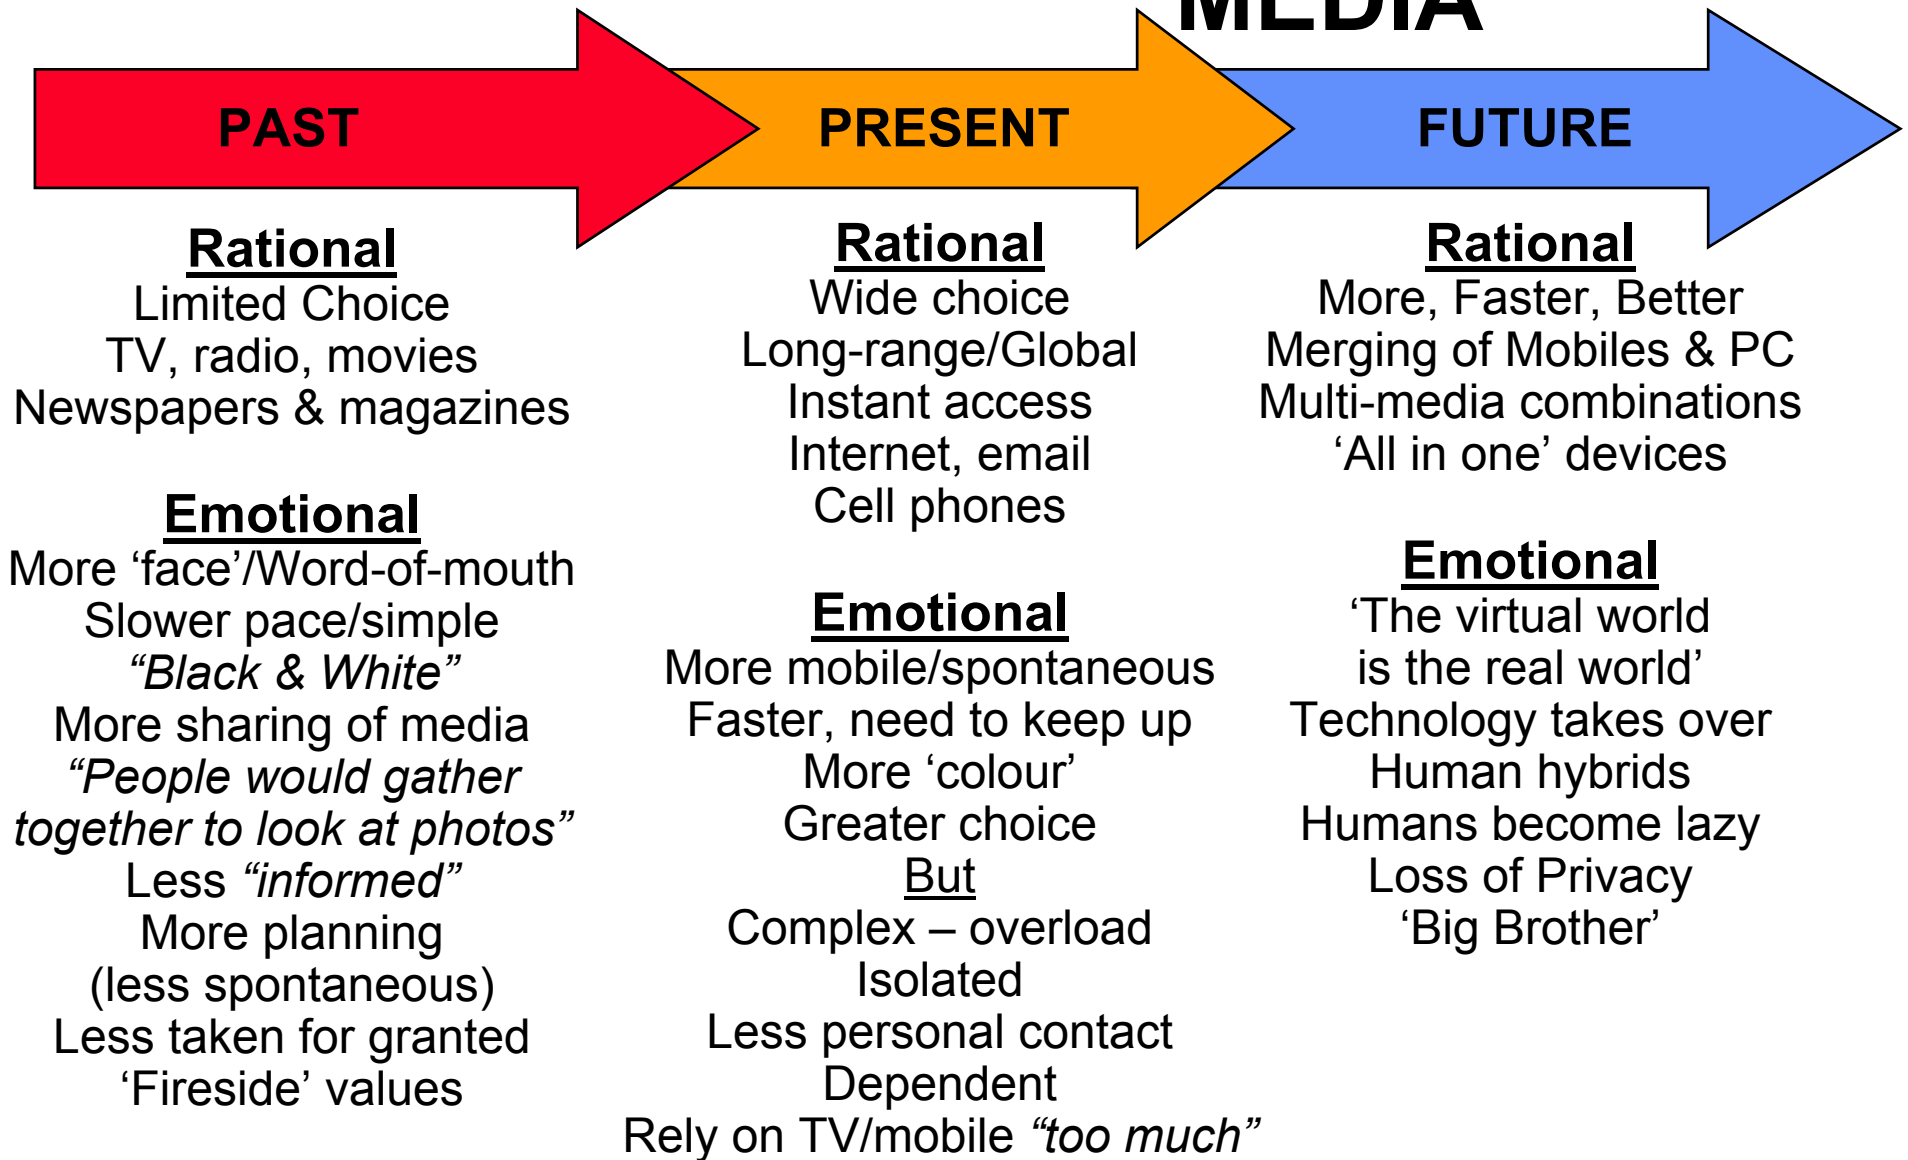 MEDIA
PAST
PRESENT
FUTURE
Rational
Limited Choice
TV, radio, movies
Newspapers & magazines
Emotional
More ‘face’/Word-of-mouth
Slower pace/simple
“Black & White”
More sharing of media
“People would gather
together to look at photos”
Less “informed”
More planning
(less spontaneous)
Less taken for granted
‘Fireside’ values
Rational
Wide choice
Long-range/Global
Instant access
Internet, email
Cell phones
Emotional
More mobile/spontaneous
Faster, need to keep up
More ‘colour’
Greater choice
But
Complex – overload
Isolated
Less personal contact
Dependent
Rely on TV/mobile “too much”
Rational
More, Faster, Better
Merging of Mobiles & PC
Multi-media combinations
‘All in one’ devices
Emotional
‘The virtual world
is the real world’
Technology takes over
Human hybrids
Humans become lazy
Loss of Privacy
‘Big Brother’